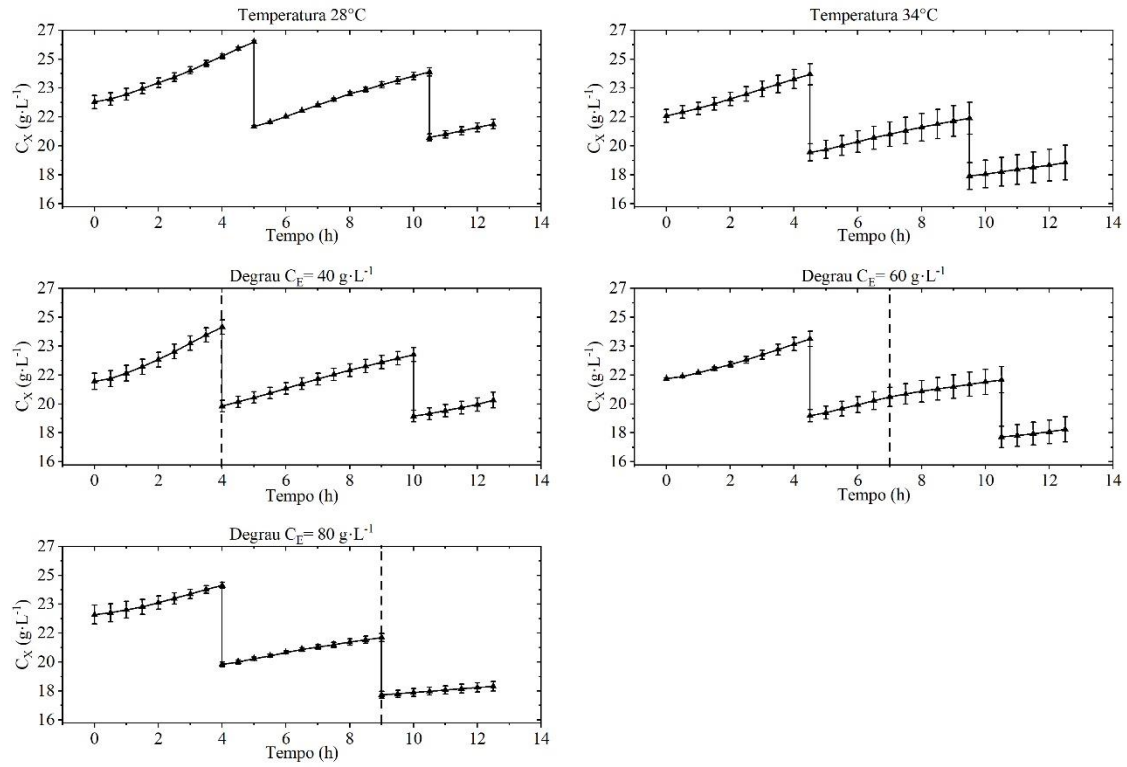 Temperatura 28°C
27
25
23
22
20
18
16
C_X (g·L⁻¹)
0 2 4 6 8 10 12 14
Tempo (h)
Temperatura 34°C
27
25
23
22
20
18
16
C_X (g·L⁻¹)
0 2 4 6 8 10 12 14
Tempo (h)
Degrau C_E= 40 g·L⁻¹
27
25
23
22
20
18
16
C_X (g·L⁻¹)
0 2 4 6 8 10 12 14
Tempo (h)
Degrau C_E= 60 g·L⁻¹
27
25
23
22
20
18
16
C_X (g·L⁻¹)
0 2 4 6 8 10 12 14
Tempo (h)
Degrau C_E= 80 g·L⁻¹
27
25
23
22
20
18
16
C_X (g·L⁻¹)
0 2 4 6 8 10 12 14
Tempo (h)